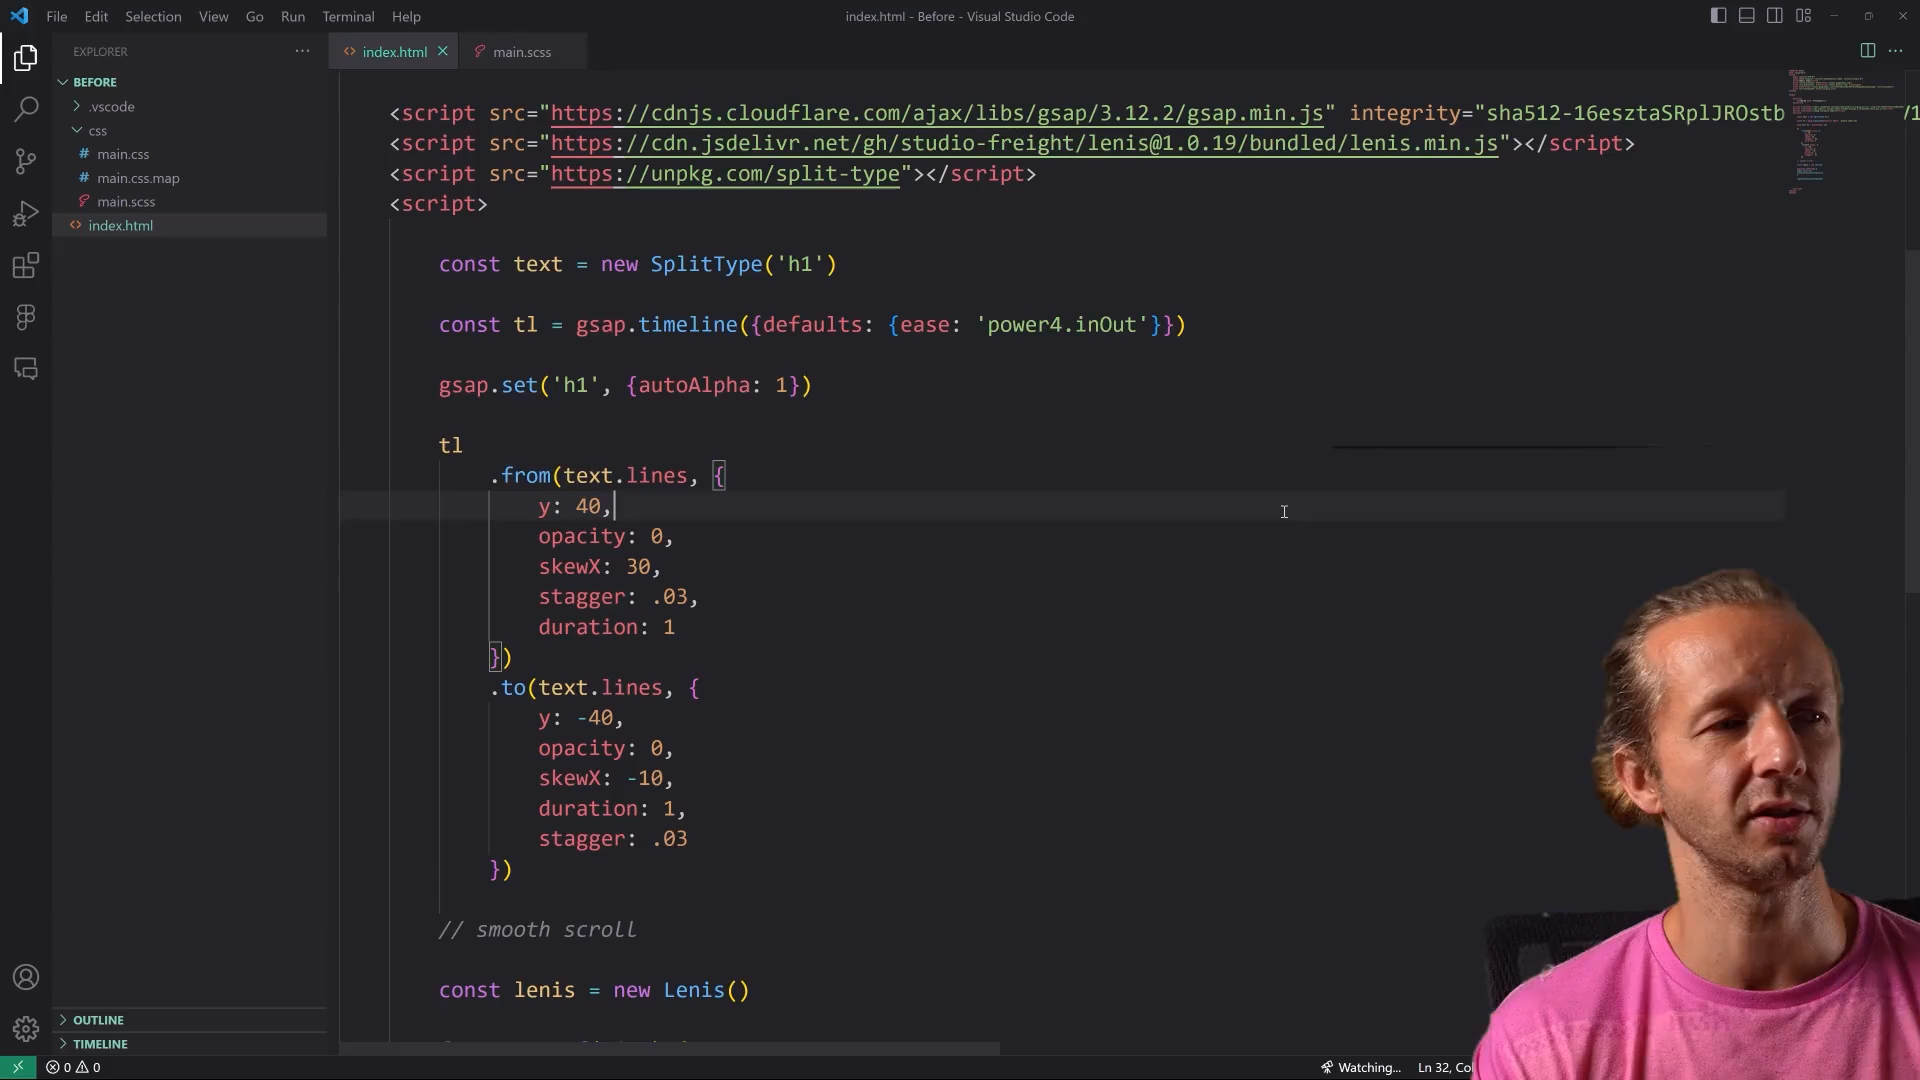 File Edit Selection View Go Run Terminal Help
index.html - Before - Visual Studio Code
EXPLORER
BEFORE
.vscode
css
# main.css
# main.css.map
main.scss
<> index.html
OUTLINE
TIMELINE
<> index.html
main.scss
<script src="https://cdnjs.cloudflare.com/ajax/libs/gsap/3.12.2/gsap.min.js" integrity="sha512-16esztaSRplJROstb
<script src="https://cdn.jsdelivr.net/gh/studio-freight/lenis@1.0.19/bundled/lenis.min.js"></script>
<script src="https://unpkg.com/split-type"></script>
<script>
const text = new SplitType('h1')
const tl = gsap.timeline({defaults: {ease: 'power4.inOut'}})
gsap.set('h1', {autoAlpha: 1})
tl
.from(text.lines, {
y: 40,
opacity: 0,
skewX: 30,
stagger: .03,
duration: 1
})
.to(text.lines, {
y: -40,
opacity: 0,
skewX: -10,
duration: 1,
stagger: .03
})
// smooth scroll
const lenis = new Lenis()
0 0
Watching... Ln 32, Co